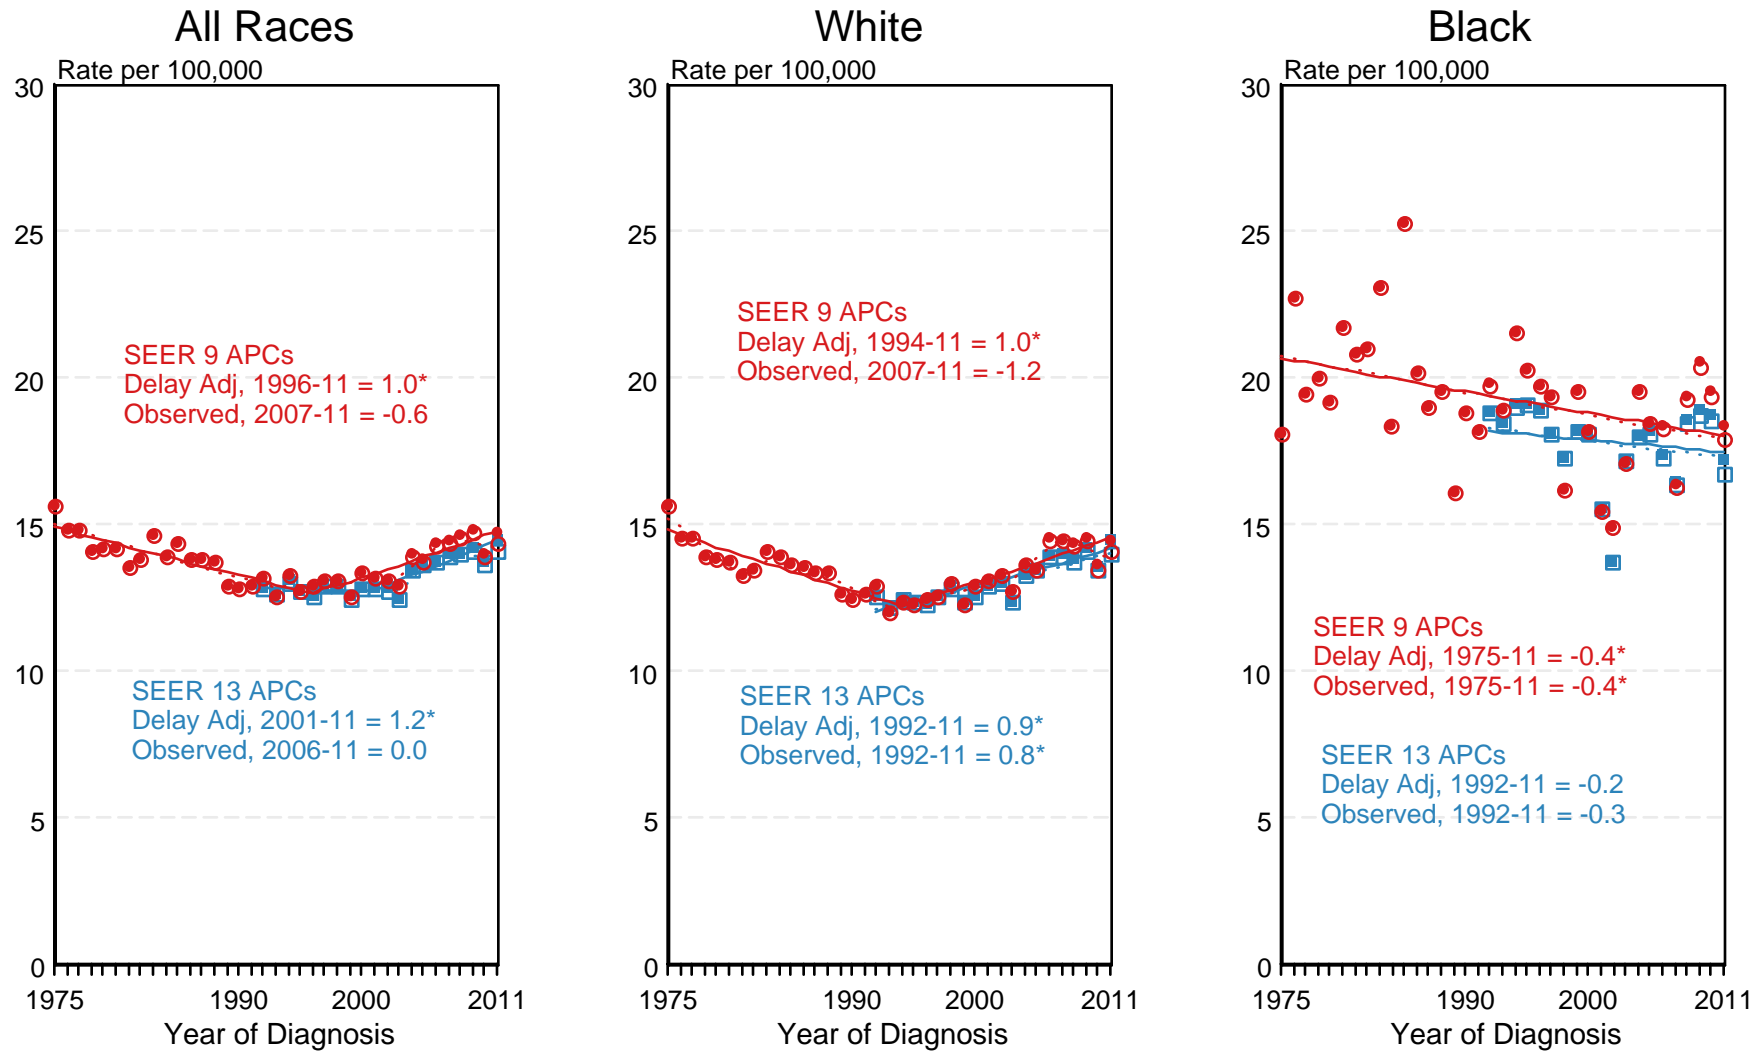 All Races
Rate per 100,000
30
25
20
15
10
5
0
SEER 9 APCs
Delay Adj, 1996-11 = 1.0*
Observed, 2007-11 = -0.6
SEER 13 APCs
Delay Adj, 2001-11 = 1.2*
Observed, 2006-11 = 0.0
1975 1990 2000 2011
Year of Diagnosis
White
Rate per 100,000
30
25
20
15
10
5
0
SEER 9 APCs
Delay Adj, 1994-11 = 1.0*
Observed, 2007-11 = -1.2
SEER 13 APCs
Delay Adj, 1992-11 = 0.9*
Observed, 1992-11 = 0.8*
1975 1990 2000 2011
Year of Diagnosis
Black
Rate per 100,000
30
25
20
15
10
5
0
SEER 9 APCs
Delay Adj, 1975-11 = -0.4*
Observed, 1975-11 = -0.4*
SEER 13 APCs
Delay Adj, 1992-11 = -0.2
Observed, 1992-11 = -0.3
1975 1990 2000 2011
Year of Diagnosis